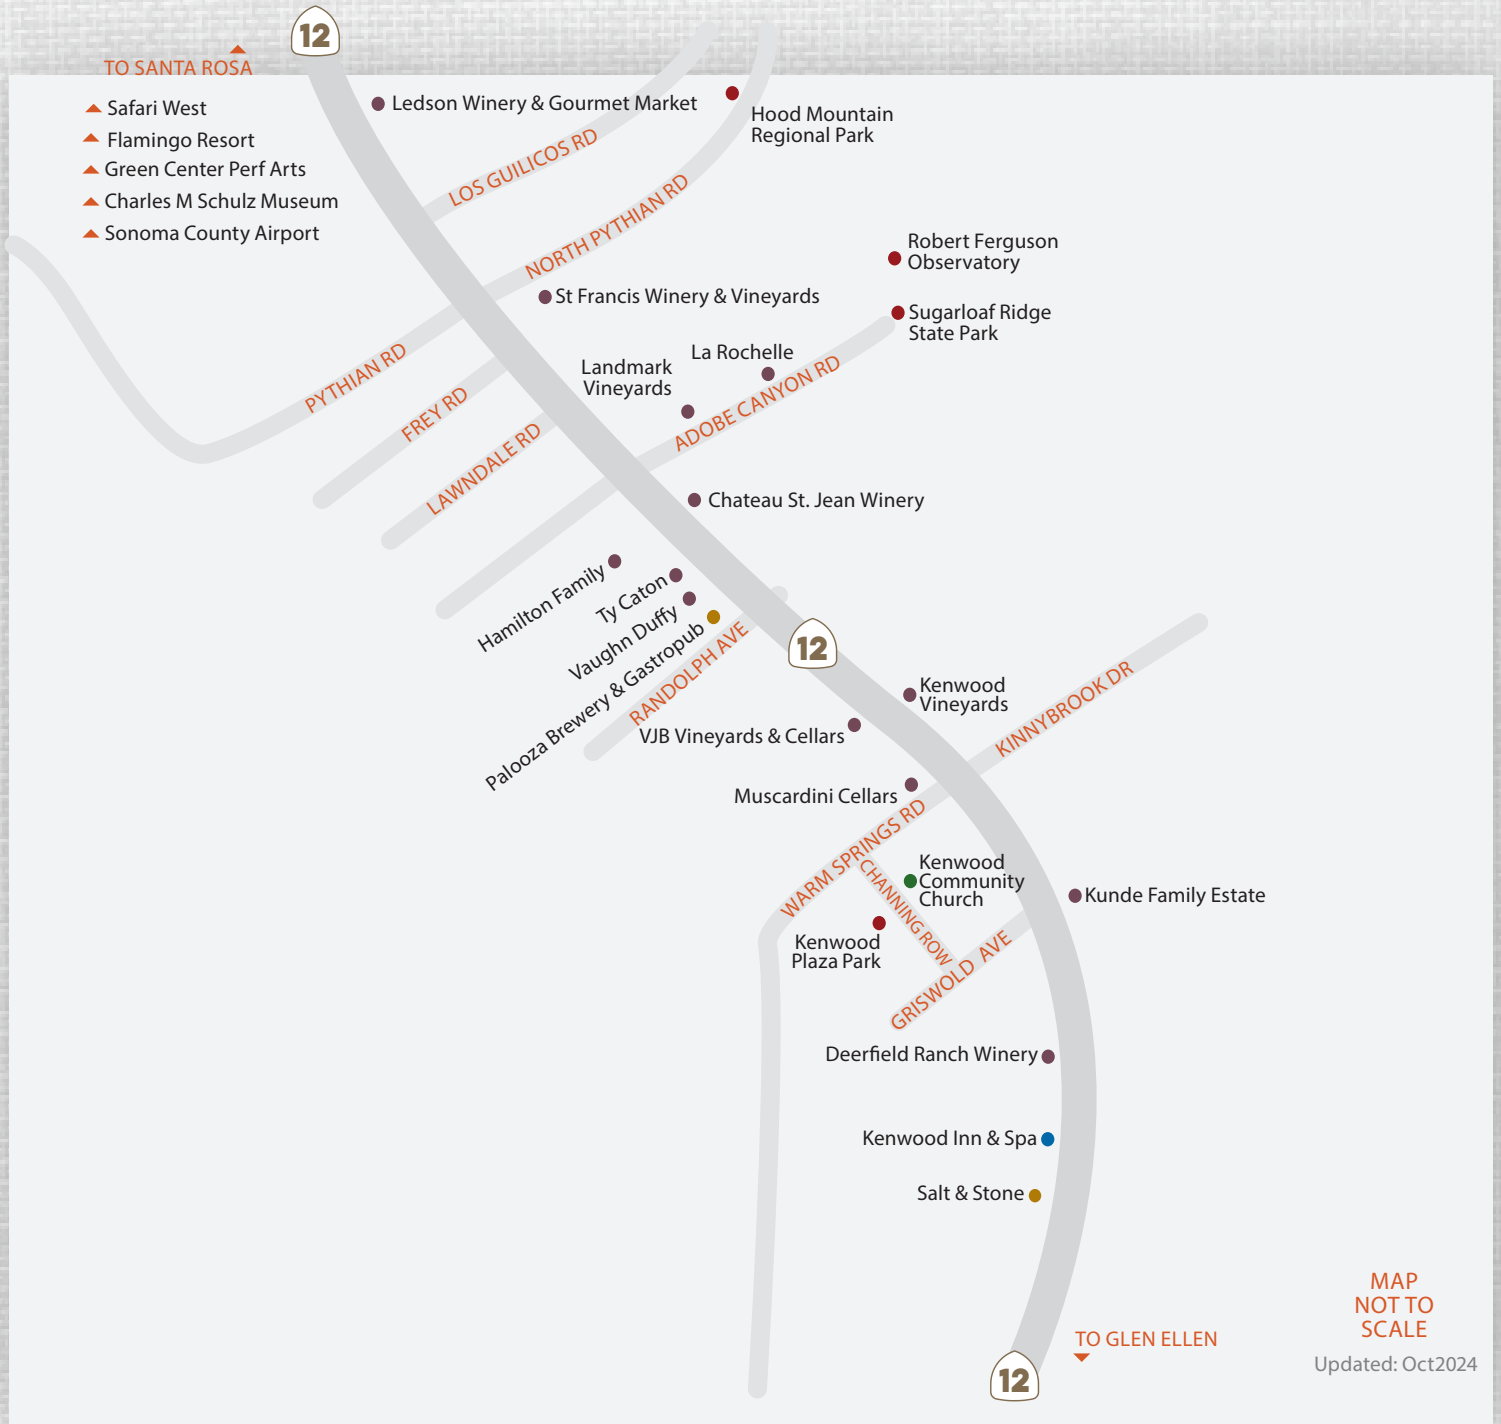 12
TO SANTA ROSA
Safari West
Flamingo Resort
Green Center Perf Arts
Charles M Schulz Museum
Sonoma County Airport
Ledson Winery & Gourmet Market
Hood Mountain
Regional Park
LOS GUILICOS RD
NORTH PYTHIAN RD
Robert Ferguson
Observatory
St Francis Winery & Vineyards
Sugarloaf Ridge
State Park
La Rochelle
Landmark
Vineyards
PYTHIAN RD
FREY RD
ADOBE CANYON RD
LAWNDALE RD
Chateau St. Jean Winery
Hamilton Family
Ty Caton
Vaughn Duffy
Palooza Brewery & Gastropub
RANDOLPH AVE
12
Kenwood
Vineyards
KINNYBROOK DR
VJB Vineyards & Cellars
Muscardini Cellars
WARM SPRINGS RD
CHANNING ROW
Kenwood
Community
Church
Kunde Family Estate
Kenwood
Plaza Park
GRISWOLD AVE
Deerfield Ranch Winery
Kenwood Inn & Spa
Salt & Stone
MAP
NOT TO
SCALE
TO GLEN ELLEN
Updated: Oct2024
12